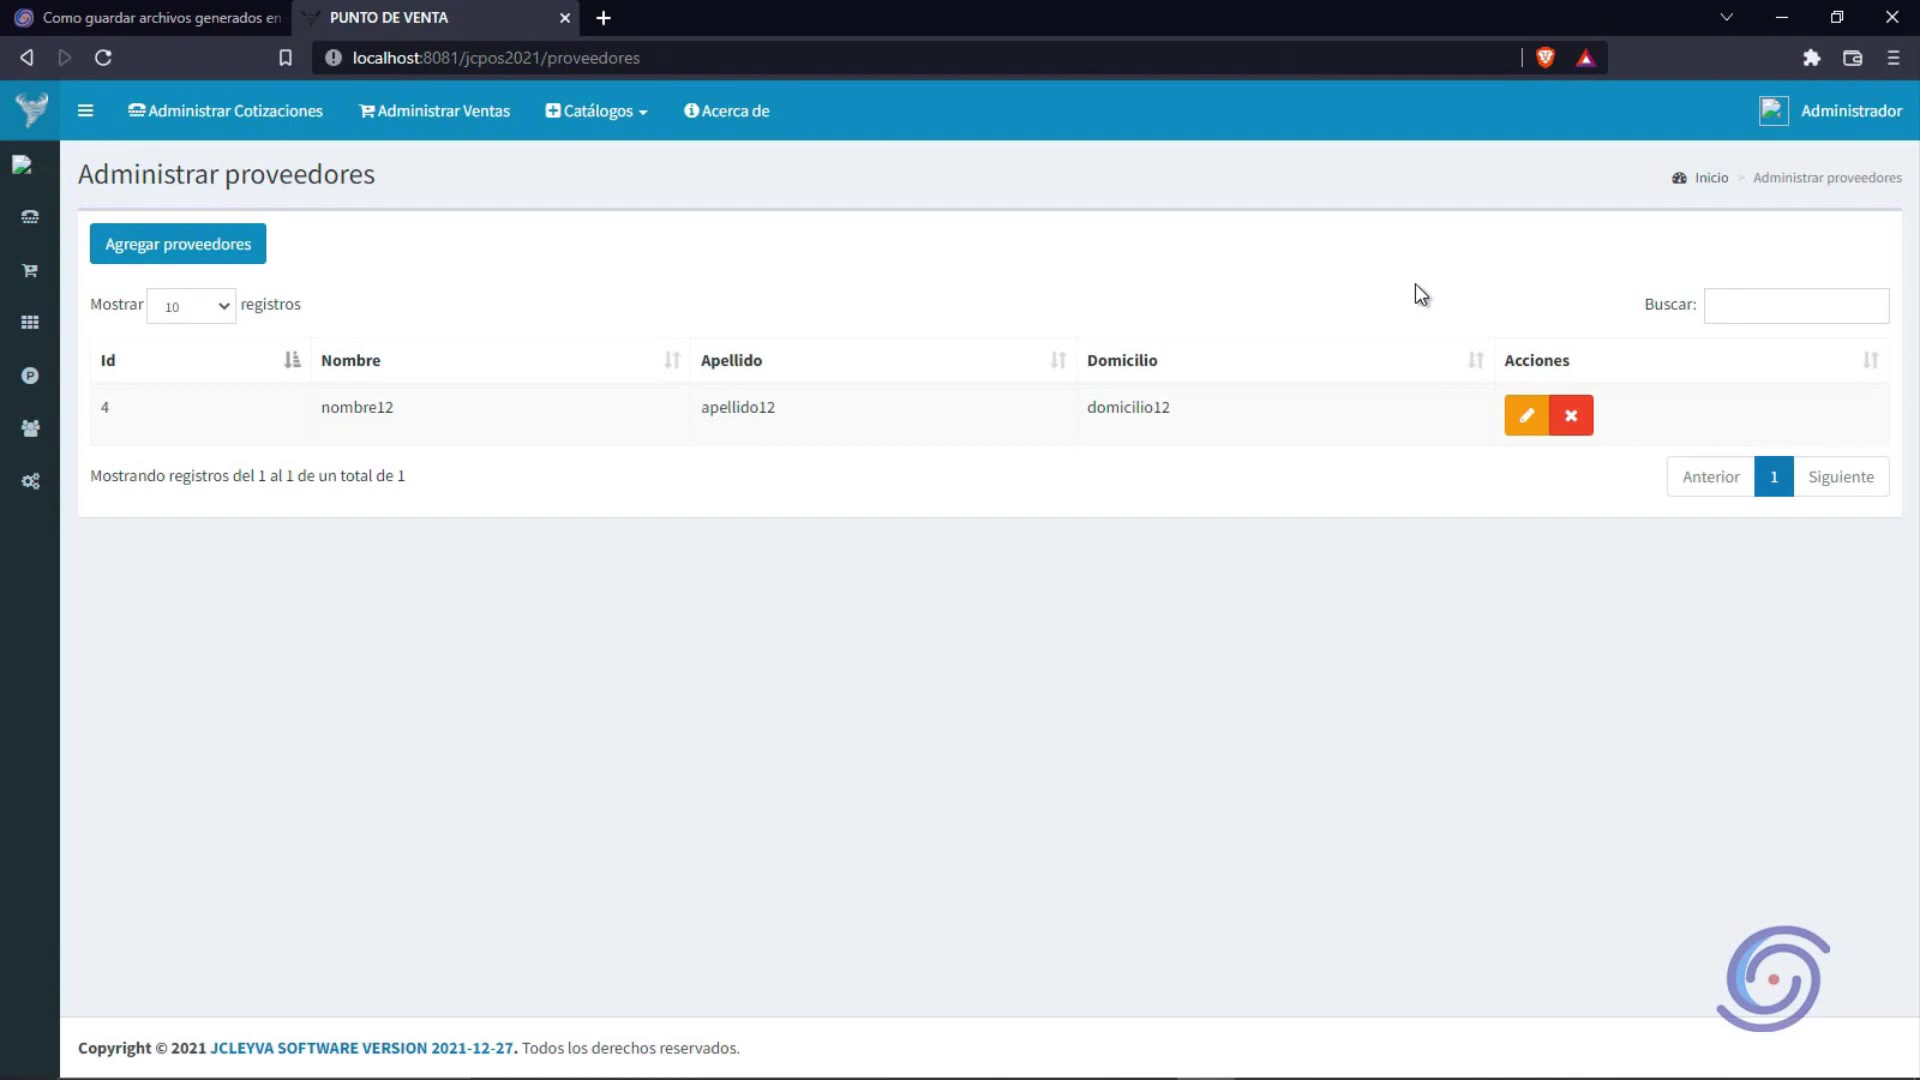 Como guardar archivos generados en
PUNTO DE VENTA
localhost:8081/jcpos2021/proveedores
Administrar Cotizaciones
Administrar Ventas
Catálogos
Acerca de
Administrador
Administrar proveedores
Inicio > Administrar proveedores
Agregar proveedores
Mostrar 10 registros
Buscar:
Id Nombre Apellido Domicilio Acciones
4 nombre12 apellido12 domicilio12
Mostrando registros del 1 al 1 de un total de 1
Anterior 1 Siguiente
P
Copyright © 2021 JCLEYVA SOFTWARE VERSION 2021-12-27. Todos los derechos reservados.